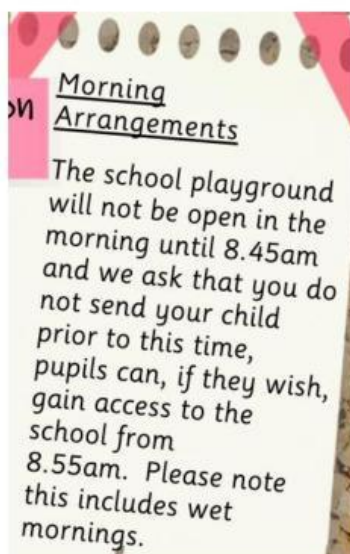 on
Morning
Arrangements
The school playground
will not be open in the
morning until 8.45am
and we ask that you do
not send your child
prior to this time,
pupils can, if they wish,
gain access to the
school from
8.55am.  Please note
this includes wet
mornings.